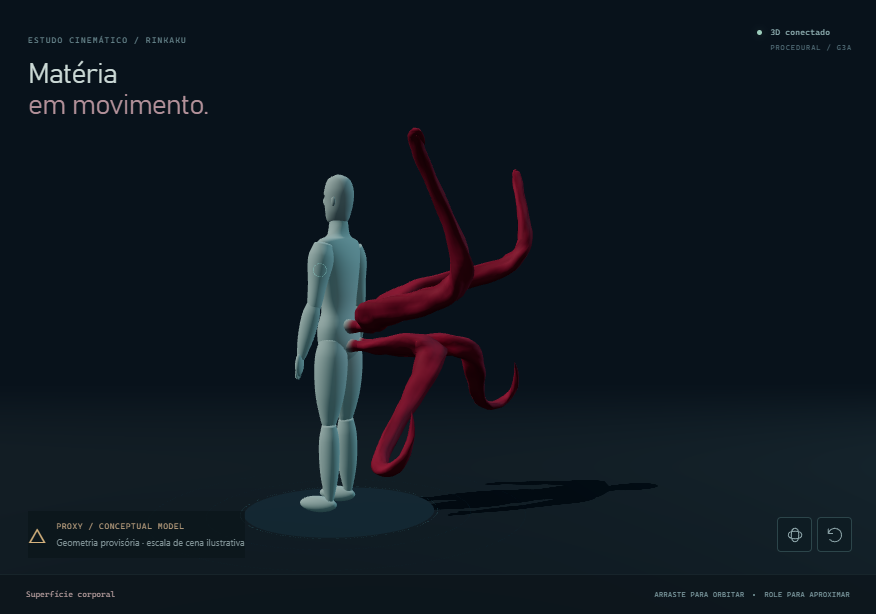 ESTUDO CINEMÁTICO / RINKAKU
Matéria
em movimento.
3D conectado
PROCEDURAL / G3A
PROXY / CONCEPTUAL MODEL
Geometria provisória · escala de cena ilustrativa
Superfície corporal
ARRASTE PARA ORBITAR • ROLE PARA APROXIMAR